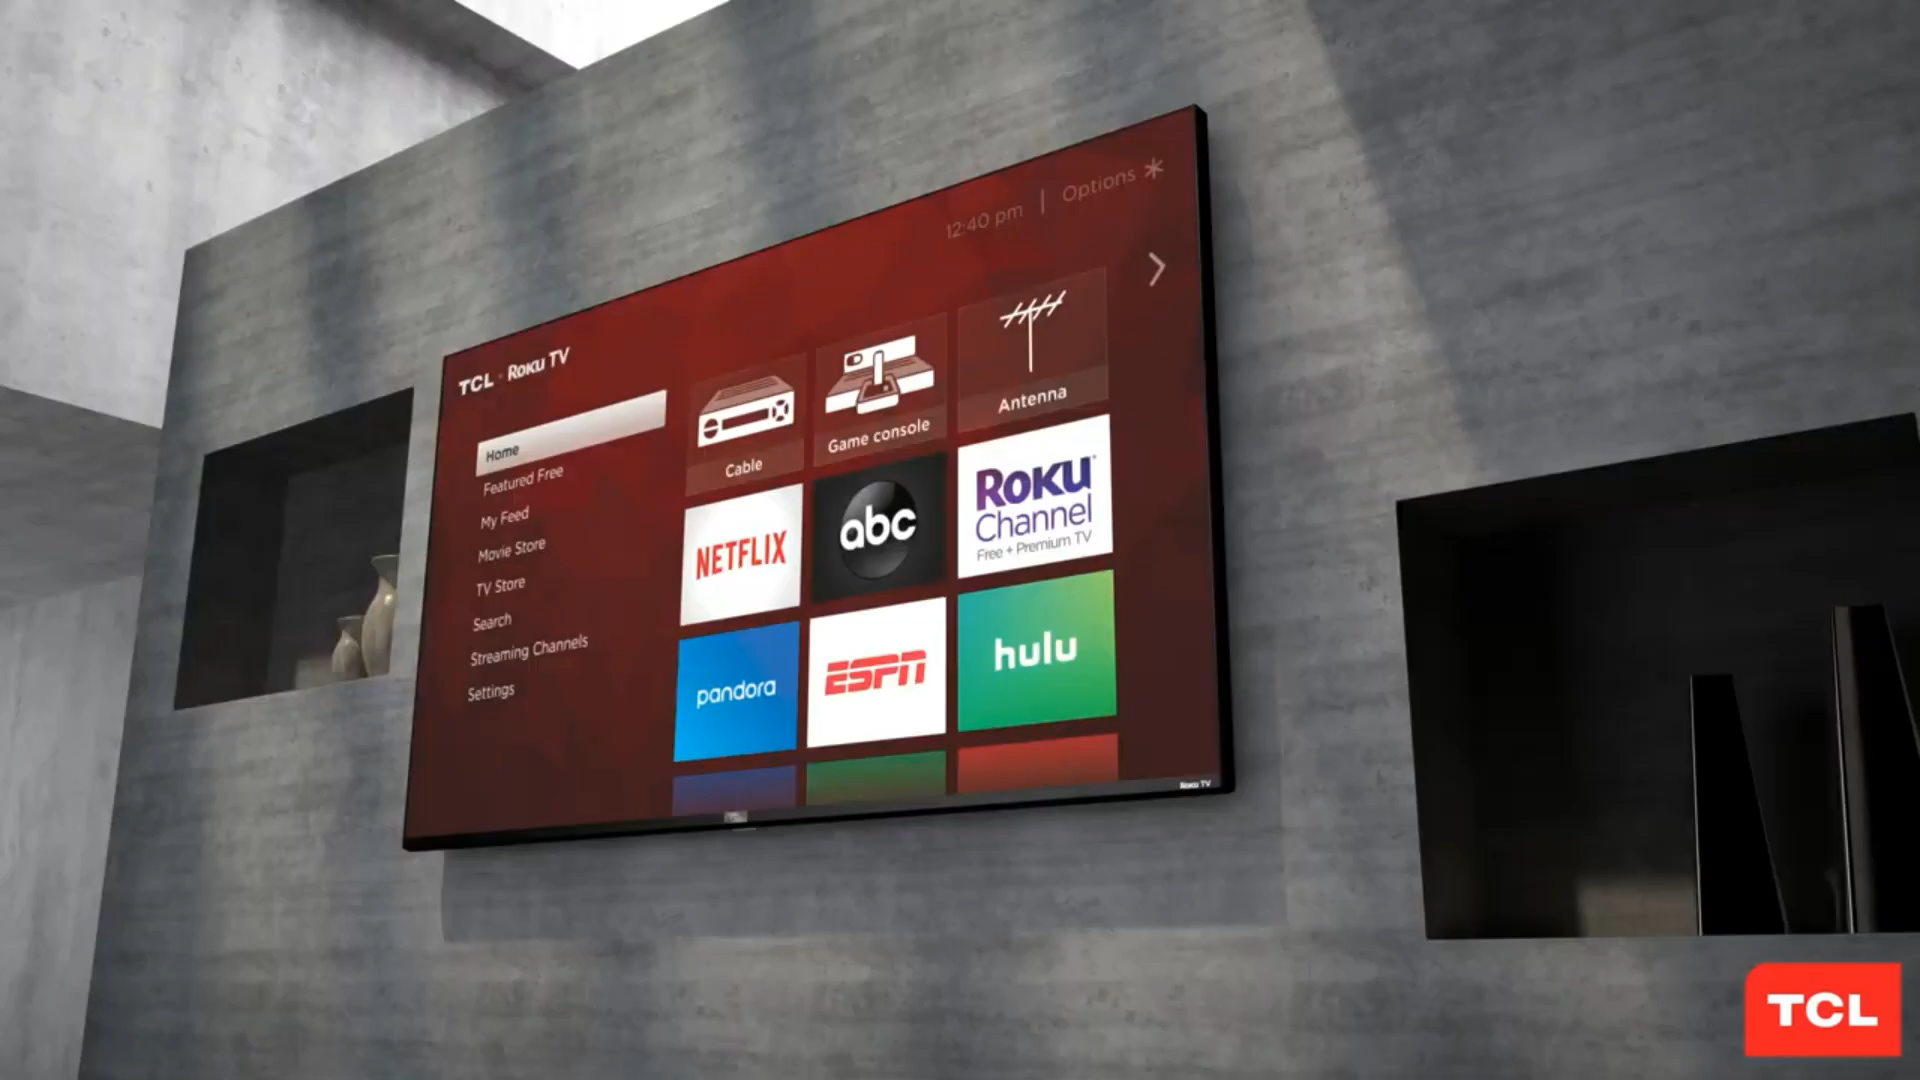 12:40 pm | Options *
TCL · Roku TV
Home
Featured Free
My Feed
Movie Store
TV Store
Search
Streaming Channels
Settings
Cable
Game console
Antenna
NETFLIX
abc
Roku
Channel
Free + Premium TV
pandora
ESPN
hulu
Roku TV
TCL